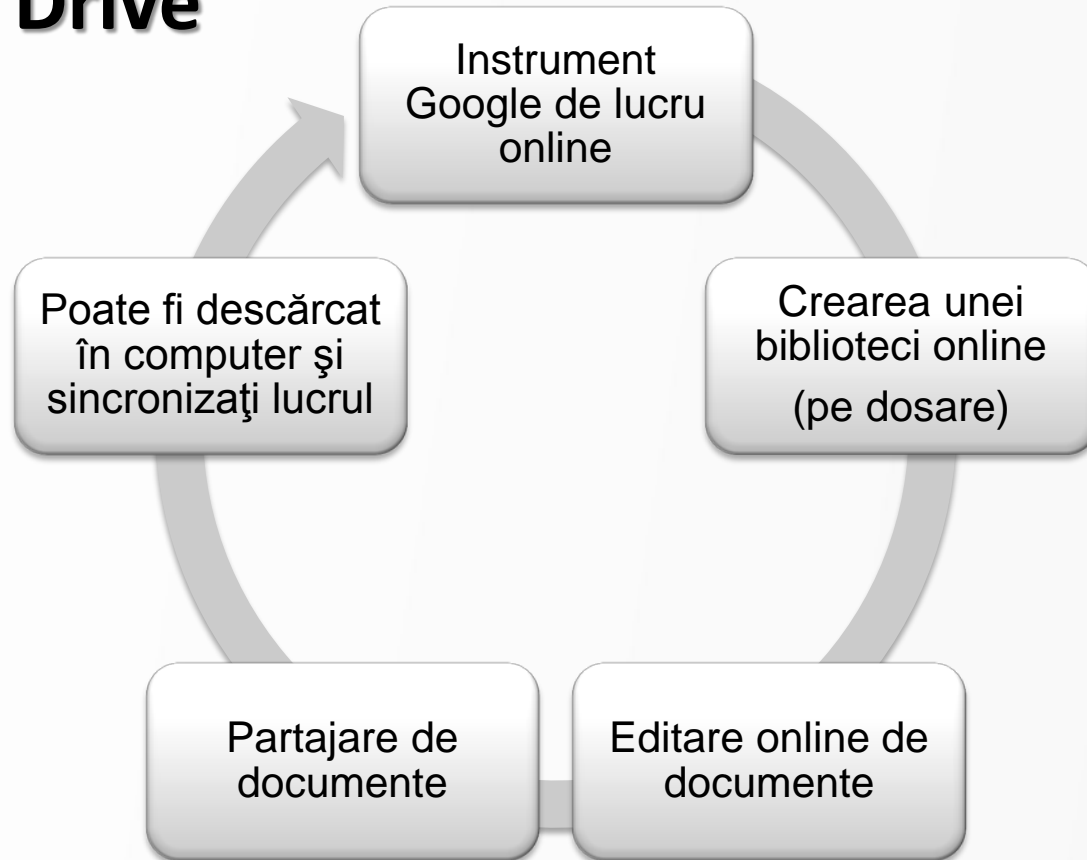 Drive
Instrument
Google de lucru
online
Crearea unei
biblioteci online
(pe dosare)
Editare online de
documente
Partajare de
documente
Poate fi descărcat
în computer şi
sincronizaţi lucrul